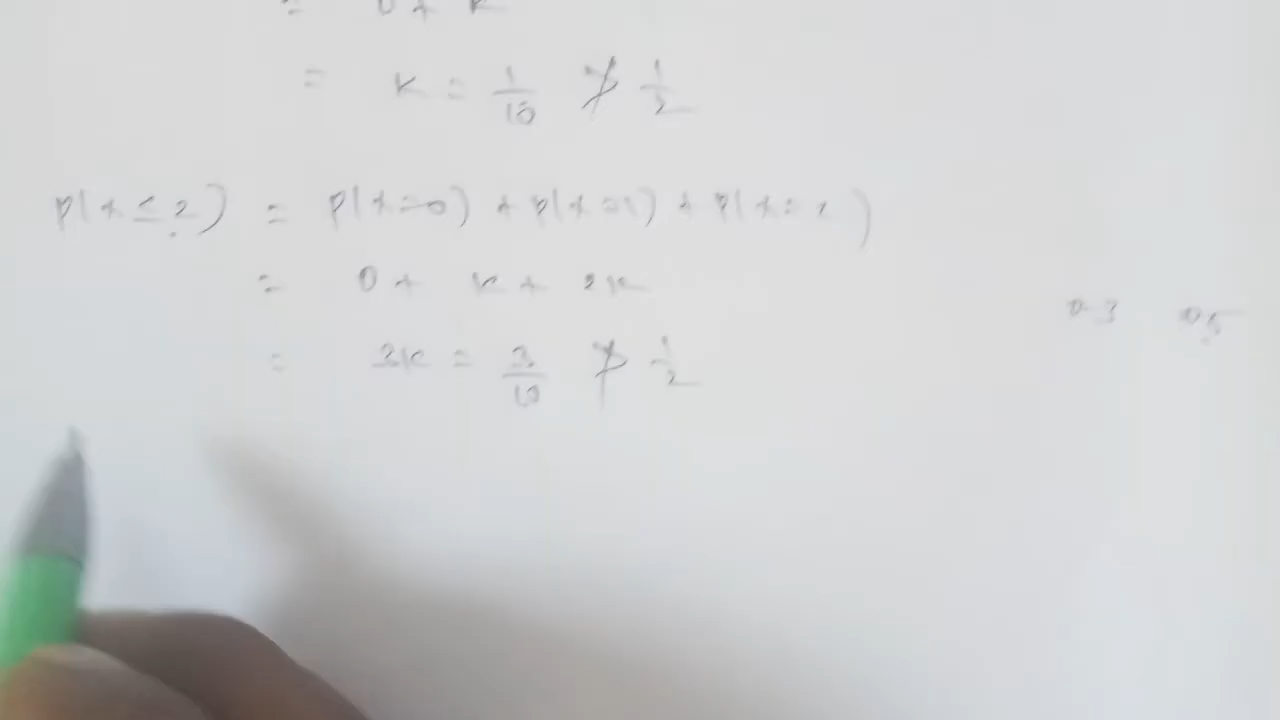 = 0 + K
= K = 1/10 ≯ 1/2
P(x ≤ 2) = P(x=0) + P(x=1) + P(x=2)
= 0 + K + 2K
0.3 0.5
= 3K = 3/10 ≯ 1/2